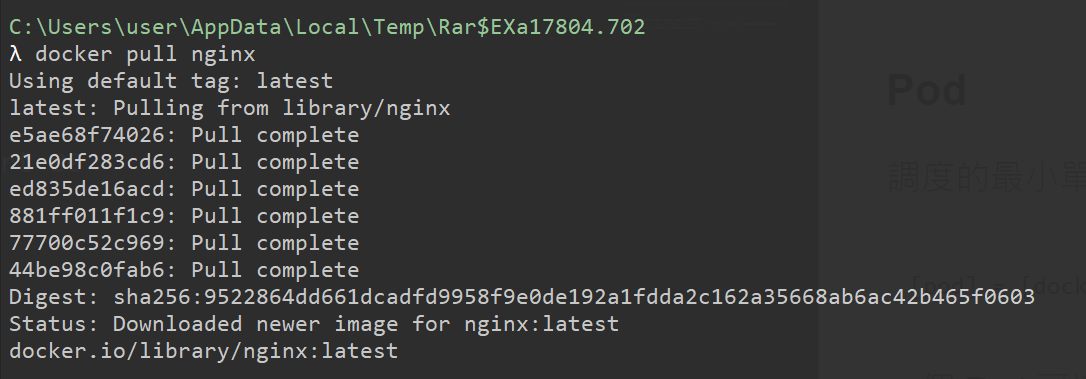 C:\Users\user\AppData\Local\Temp\Rar$EXa17804.702
λ docker pull nginx
Using default tag: latest
latest: Pulling from library/nginx
e5ae68f74026: Pull complete
21e0df283cd6: Pull complete
ed835de16acd: Pull complete
881ff011f1c9: Pull complete
77700c52c969: Pull complete
44be98c0fab6: Pull complete
Digest: sha256:9522864dd661dcadfd9958f9e0de192a1fdda2c162a35668ab6ac42b465f0603
Status: Downloaded newer image for nginx:latest
docker.io/library/nginx:latest
Pod
調度的最小單